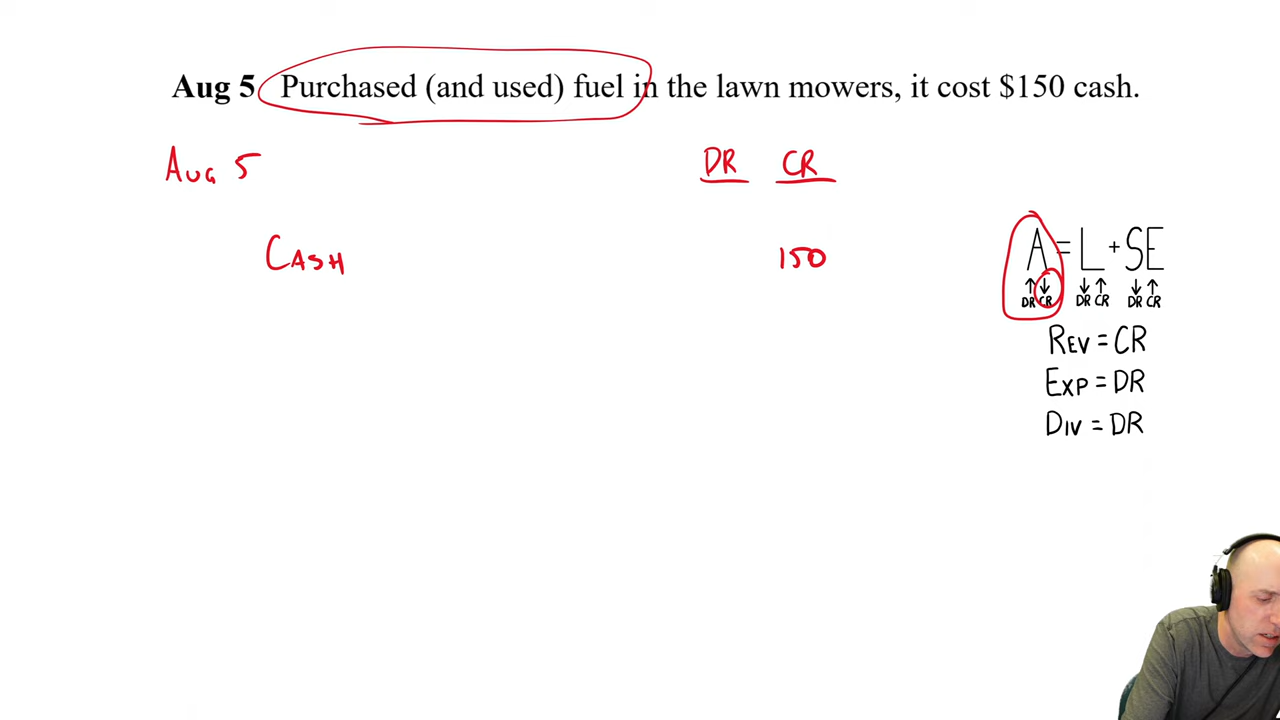 Aug 5 Purchased (and used) fuel in the lawn mowers, it cost $150 cash.
Aug 5 DR CR
CASH 150
A = L + SE
↑ ↓ ↓ ↑ ↓ ↑
DR CR DR CR DR CR
REV = CR
EXP = DR
DIV = DR